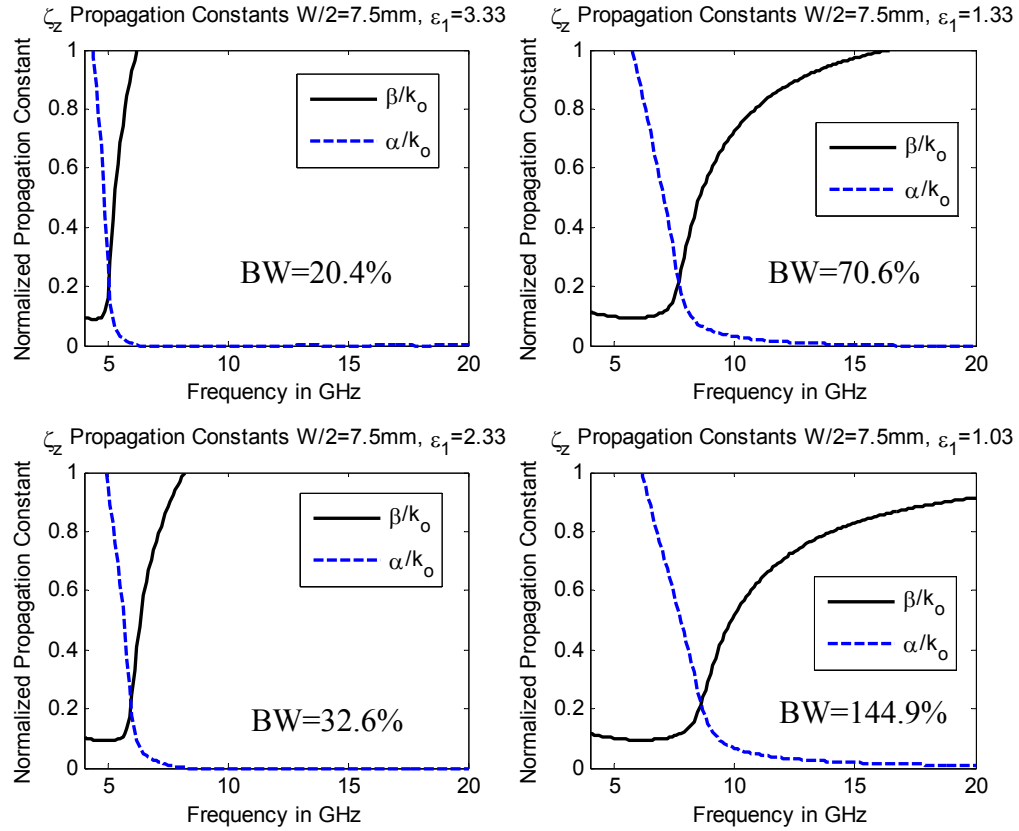 ζz Propagation Constants W/2=7.5mm, ε1=3.33
Normalized Propagation Constant
1
0.8
0.6
0.4
0.2
0
β/ko
α/ko
BW=20.4%
5
10
15
20
Frequency in GHz
ζz Propagation Constants W/2=7.5mm, ε1=1.33
Normalized Propagation Constant
1
0.8
0.6
0.4
0.2
0
β/ko
α/ko
BW=70.6%
5
10
15
20
Frequency in GHz
ζz Propagation Constants W/2=7.5mm, ε1=2.33
Normalized Propagation Constant
1
0.8
0.6
0.4
0.2
0
β/ko
α/ko
BW=32.6%
5
10
15
20
Frequency in GHz
ζz Propagation Constants W/2=7.5mm, ε1=1.03
Normalized Propagation Constant
1
0.8
0.6
0.4
0.2
0
β/ko
α/ko
BW=144.9%
5
10
15
20
Frequency in GHz